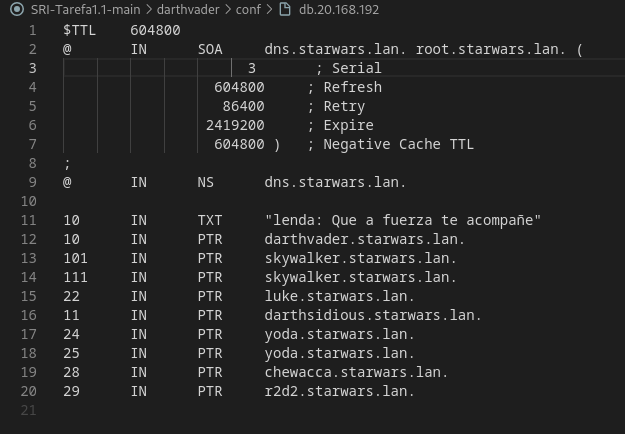 SRI-Tarefa1.1-main > darthvader > conf > db.20.168.192
1 $TTL 604800
2 @ IN SOA dns.starwars.lan. root.starwars.lan. (
3 3 ; Serial
4 604800 ; Refresh
5 86400 ; Retry
6 2419200 ; Expire
7 604800 ) ; Negative Cache TTL
8 ;
9 @ IN NS dns.starwars.lan.
10
11 10 IN TXT "lenda: Que a fuerza te acompañe"
12 10 IN PTR darthvader.starwars.lan.
13 101 IN PTR skywalker.starwars.lan.
14 111 IN PTR skywalker.starwars.lan.
15 22 IN PTR luke.starwars.lan.
16 11 IN PTR darthsidious.starwars.lan.
17 24 IN PTR yoda.starwars.lan.
18 25 IN PTR yoda.starwars.lan.
19 28 IN PTR chewacca.starwars.lan.
20 29 IN PTR r2d2.starwars.lan.
21